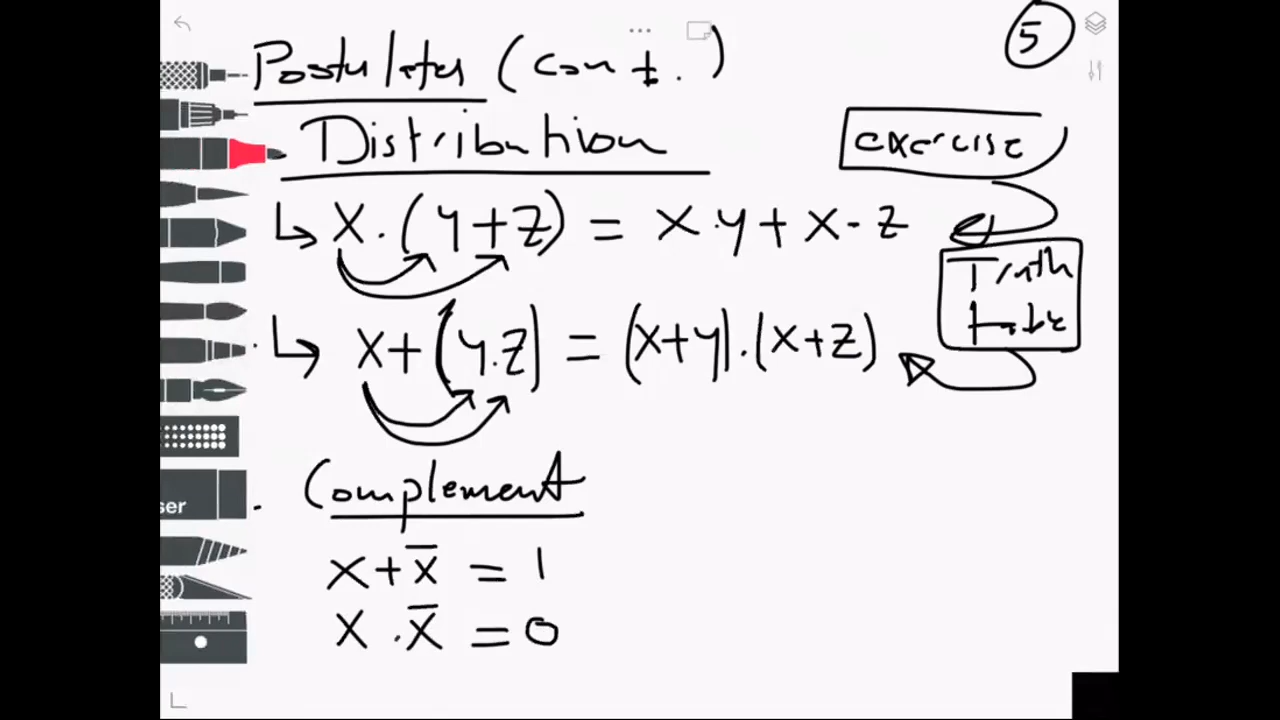 5
Postulates (cont.)
Distribution
exercise
x · (y + z) = x · y + x · z
Truth table
x + (y · z) = (x + y) · (x + z)
ser
Complement
x + x̅ = 1
x · x̅ = 0